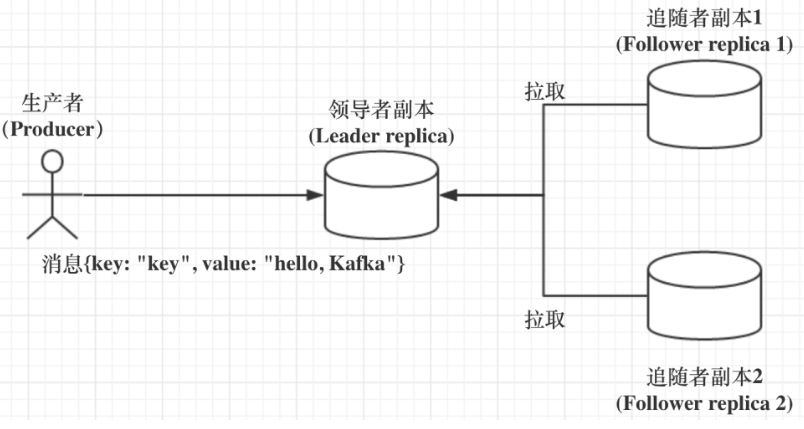 追随者副本1
(Follower replica 1)
拉取
生产者
(Producer)
领导者副本
(Leader replica)
消息{key: "key", value: "hello, Kafka"}
拉取
追随者副本2
(Follower replica 2)